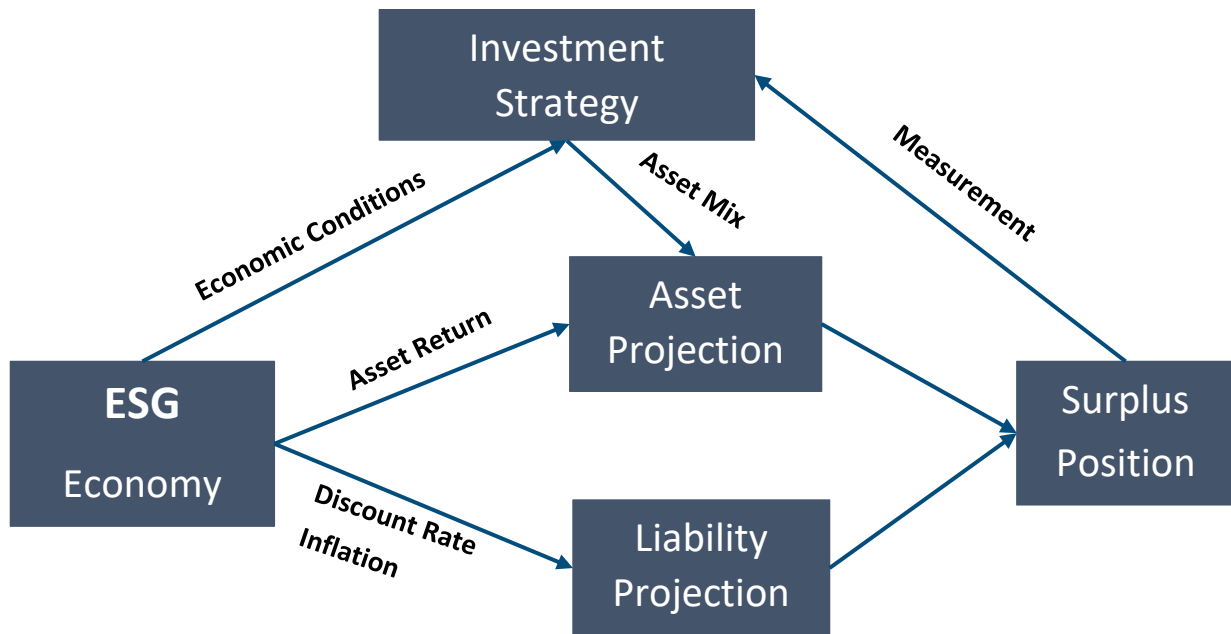 Investment
Strategy
Measurement
Asset Mix
Economic Conditions
Asset
Projection
Asset Return
ESG
Economy
Surplus
Position
Discount Rate
Inflation
Liability
Projection